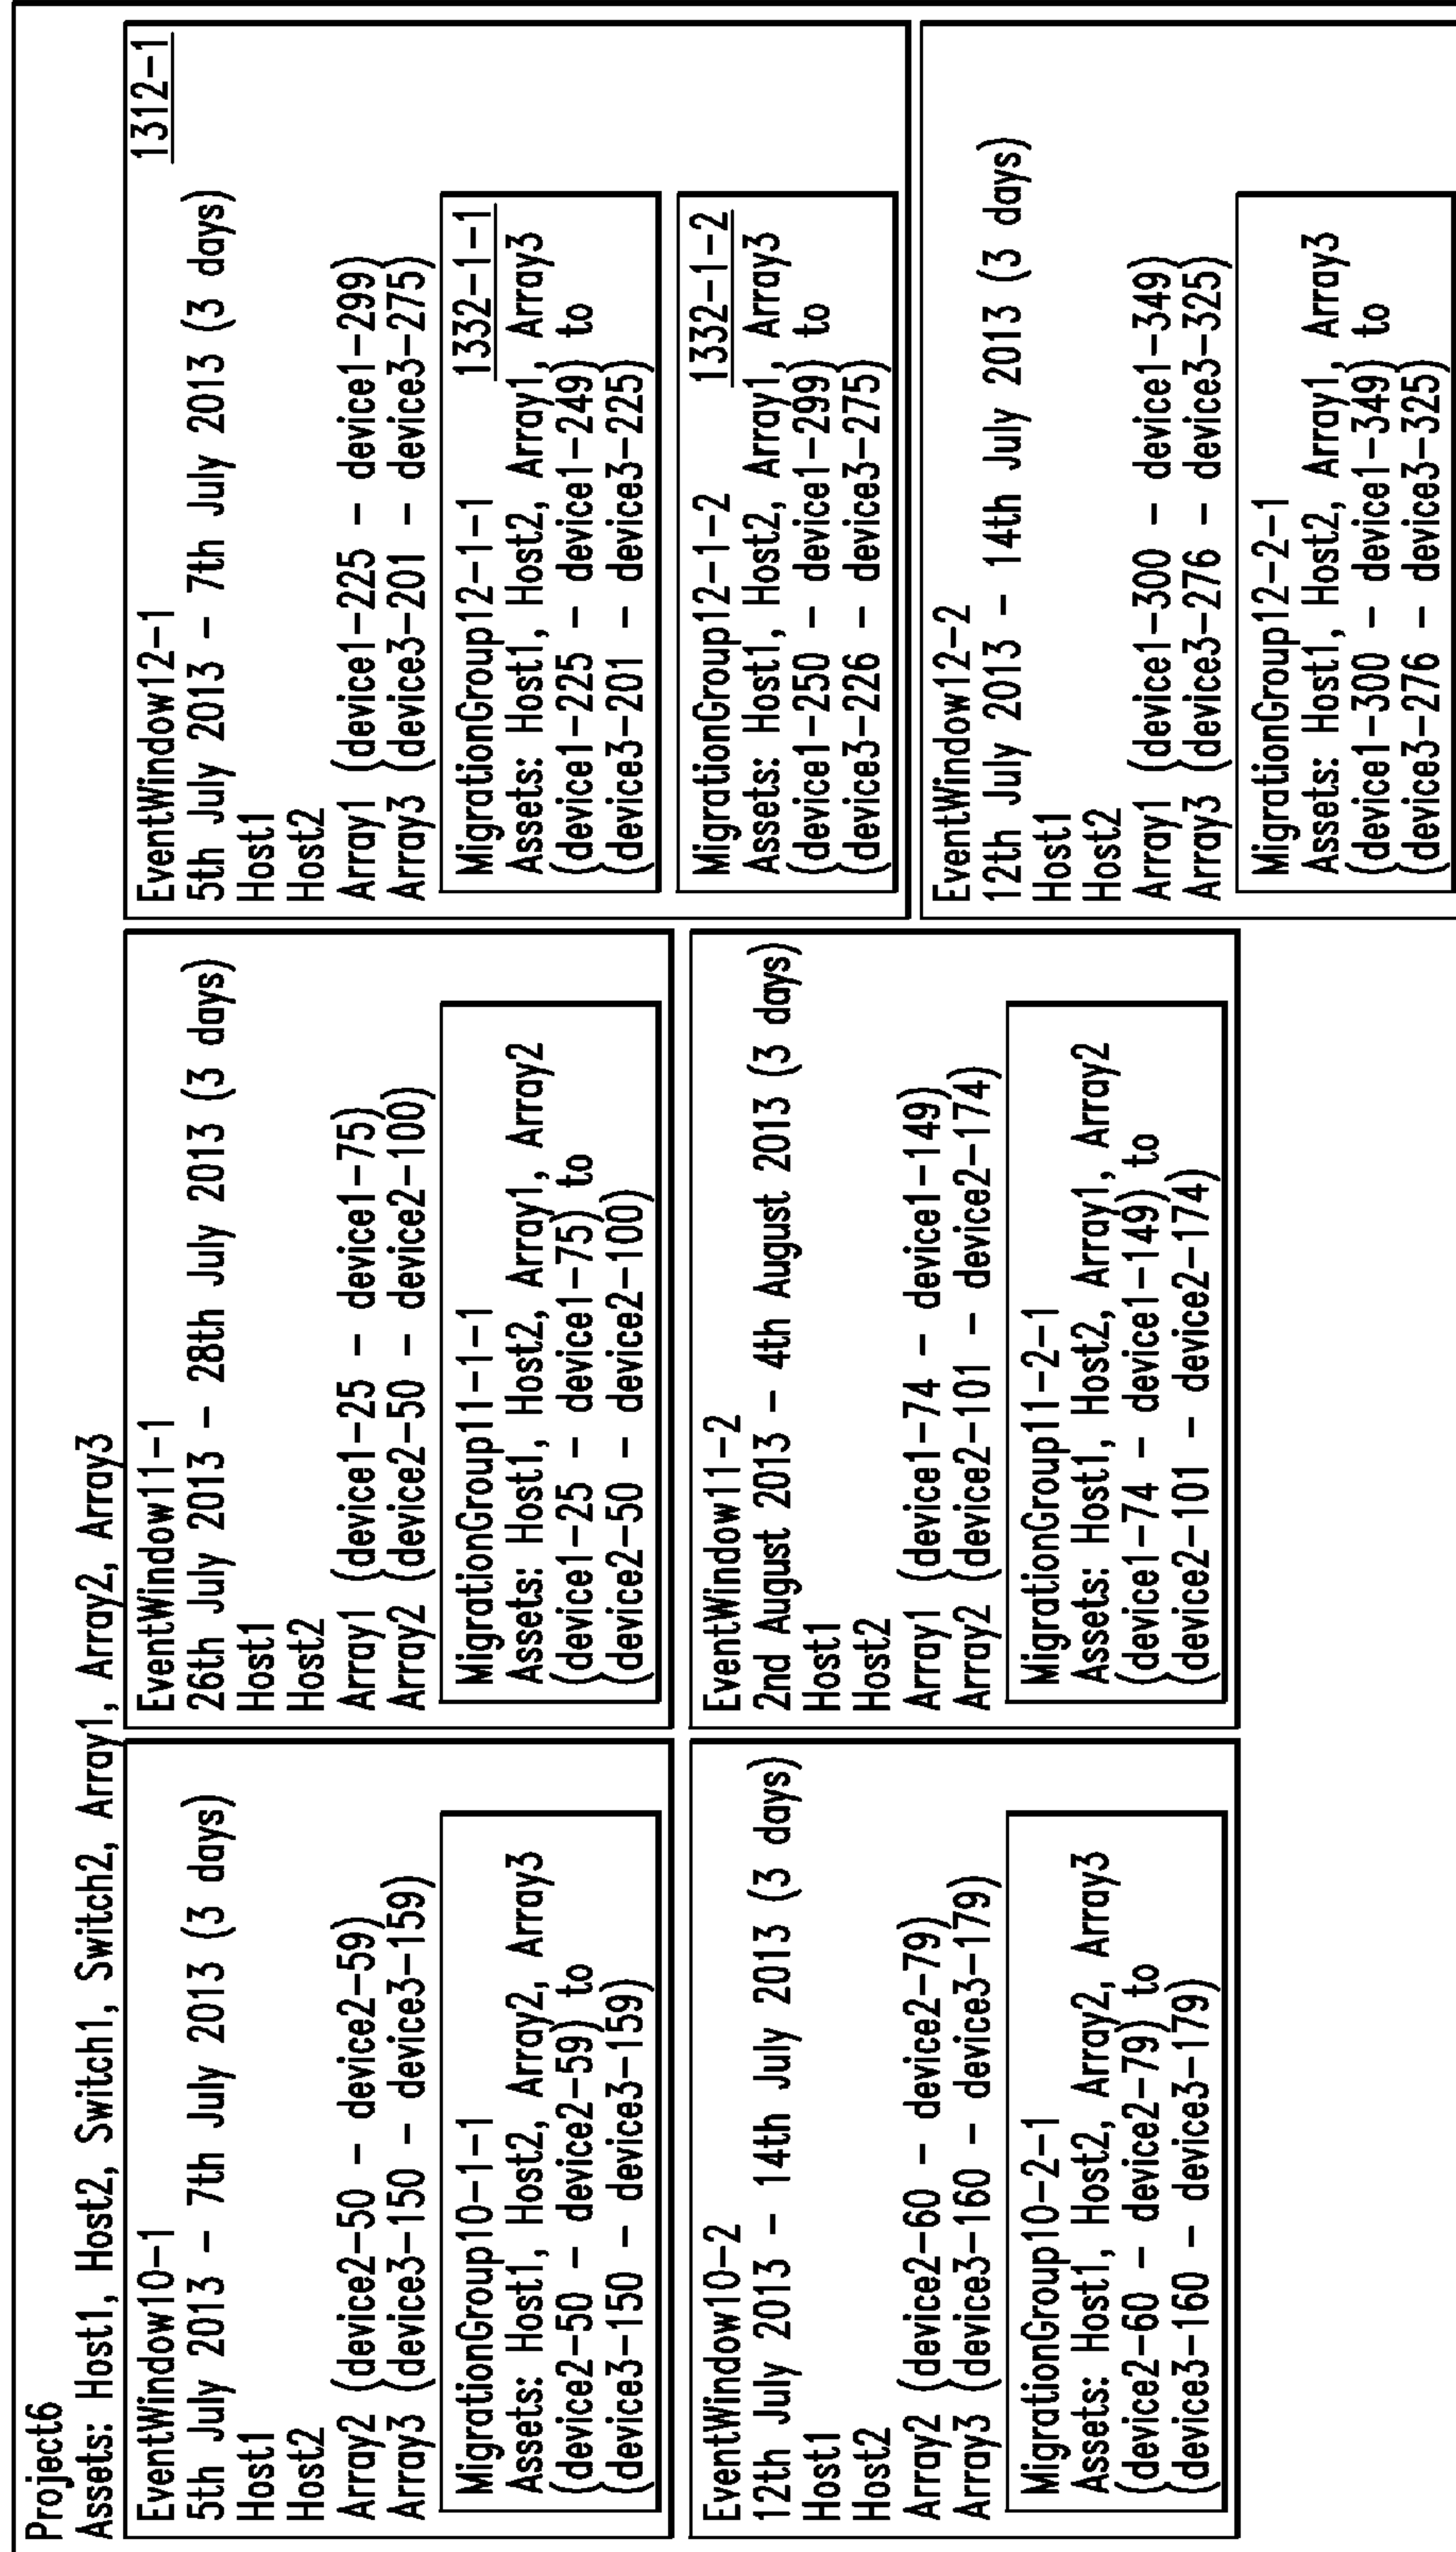 Project6
Assets: Host1, Host2, Switch1, Switch2, Array1, Array2, Array3
EventWindow10-1
5th July 2013 - 7th July 2013 (3 days)
Host1
Host2
Array2 (device2-50 - device2-59)
Array3 (device3-150 - device3-159)
MigrationGroup10-1-1
Assets: Host1, Host2, Array2, Array3
(device2-50 - device2-59) to
(device3-150 - device3-159)
EventWindow10-2
12th July 2013 - 14th July 2013 (3 days)
Host1
Host2
Array2 (device2-60 - device2-79)
Array3 (device3-160 - device3-179)
MigrationGroup10-2-1
Assets: Host1, Host2, Array2, Array3
(device2-60 - device2-79) to
(device3-160 - device3-179)
EventWindow11-1
26th July 2013 - 28th July 2013 (3 days)
Host1
Host2
Array1 (device1-25 - device1-75)
Array2 (device2-50 - device2-100)
MigrationGroup11-1-1
Assets: Host1, Host2, Array1, Array2
(device1-25 - device1-75) to
(device2-50 - device2-100)
EventWindow11-2
2nd August 2013 - 4th August 2013 (3 days)
Host1
Host2
Array1 (device1-74 - device1-149)
Array2 (device2-101 - device2-174)
MigrationGroup11-2-1
Assets: Host1, Host2, Array1, Array2
(device1-74 - device1-149) to
(device2-101 - device2-174)
EventWindow12-1 1312-1
5th July 2013 - 7th July 2013 (3 days)
Host1
Host2
Array1 (device1-225 - device1-299)
Array3 (device3-201 - device3-275)
MigrationGroup12-1-1 1332-1-1
Assets: Host1, Host2, Array1, Array3
(device1-225 - device1-249) to
(device3-201 - device3-225)
MigrationGroup12-1-2 1332-1-2
Assets: Host1, Host2, Array1, Array3
(device1-250 - device1-299) to
(device3-226 - device3-275)
EventWindow12-2
12th July 2013 - 14th July 2013 (3 days)
Host1
Host2
Array1 (device1-300 - device1-349)
Array3 (device3-276 - device3-325)
MigrationGroup12-2-1
Assets: Host1, Host2, Array1, Array3
(device1-300 - device1-349) to
(device3-276 - device3-325)